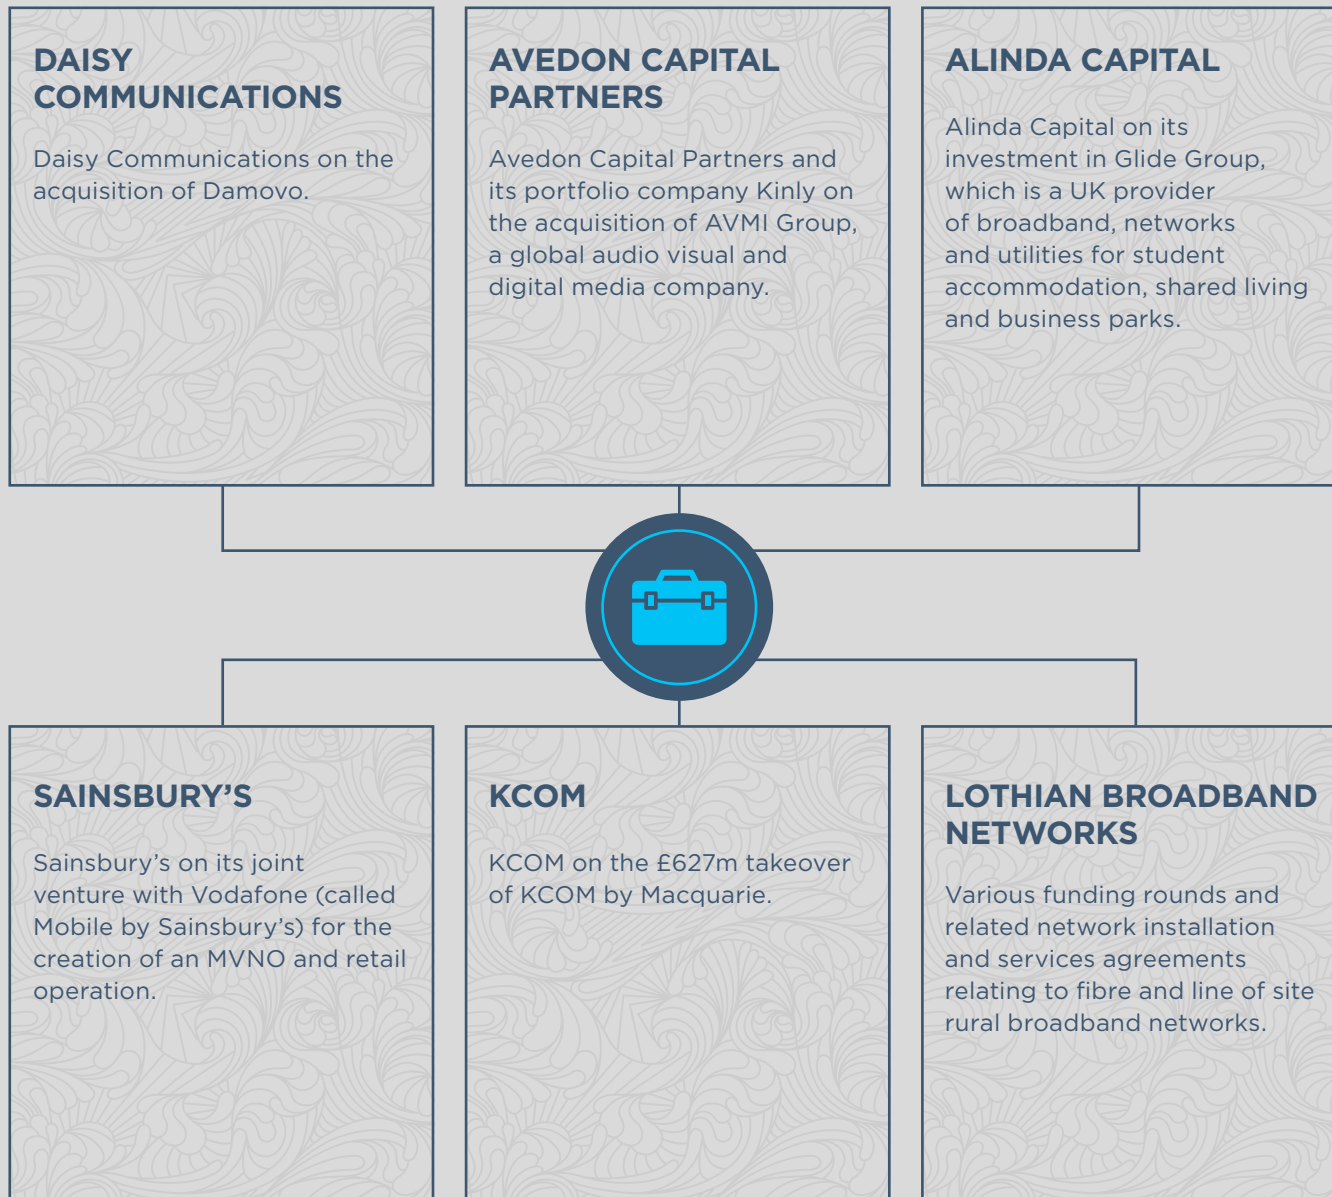 DAISY
COMMUNICATIONS
Daisy Communications on the
acquisition of Damovo.
AVEDON CAPITAL
PARTNERS
Avedon Capital Partners and
its portfolio company Kinly on
the acquisition of AVMI Group,
a global audio visual and
digital media company.
ALINDA CAPITAL
Alinda Capital on its
investment in Glide Group,
which is a UK provider
of broadband, networks
and utilities for student
accommodation, shared living
and business parks.
SAINSBURY’S
Sainsbury’s on its joint
venture with Vodafone (called
Mobile by Sainsbury’s) for the
creation of an MVNO and retail
operation.
KCOM
KCOM on the £627m takeover
of KCOM by Macquarie.
LOTHIAN BROADBAND
NETWORKS
Various funding rounds and
related network installation
and services agreements
relating to fibre and line of site
rural broadband networks.